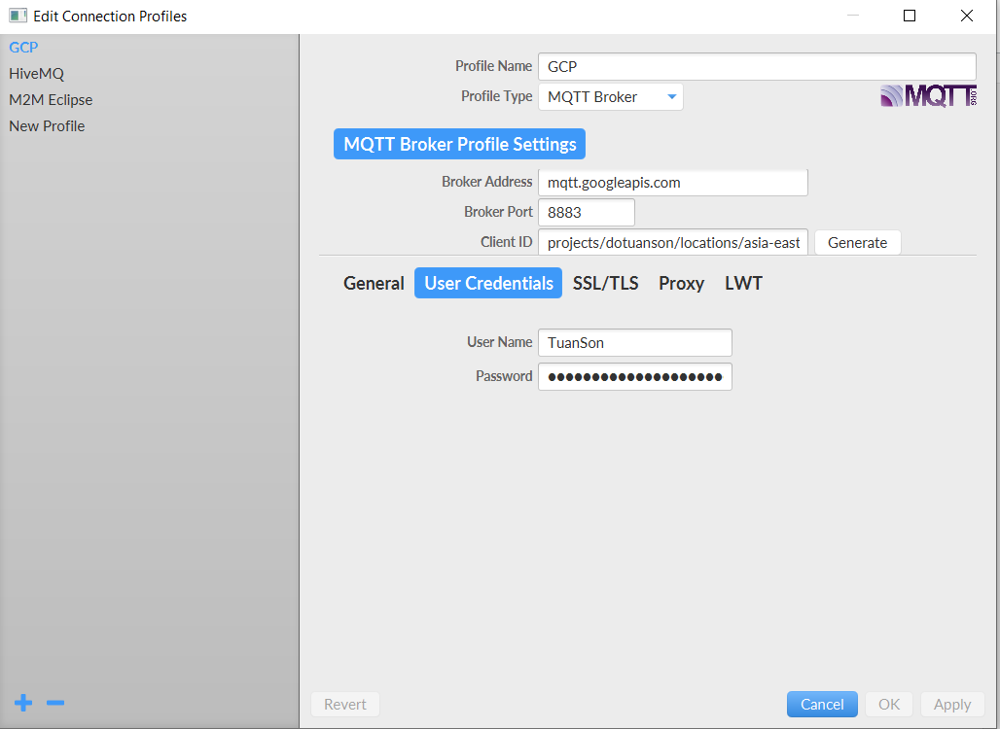 Edit Connection Profiles
GCP
HiveMQ
M2M Eclipse
New Profile
Profile Name GCP
Profile Type MQTT Broker
MQTT.ORG
MQTT Broker Profile Settings
Broker Address mqtt.googleapis.com
Broker Port 8883
Client ID projects/dotuanson/locations/asia-east Generate
General User Credentials SSL/TLS Proxy LWT
User Name TuanSon
Password ●●●●●●●●●●●●●●●●●●●●
Revert Cancel OK Apply